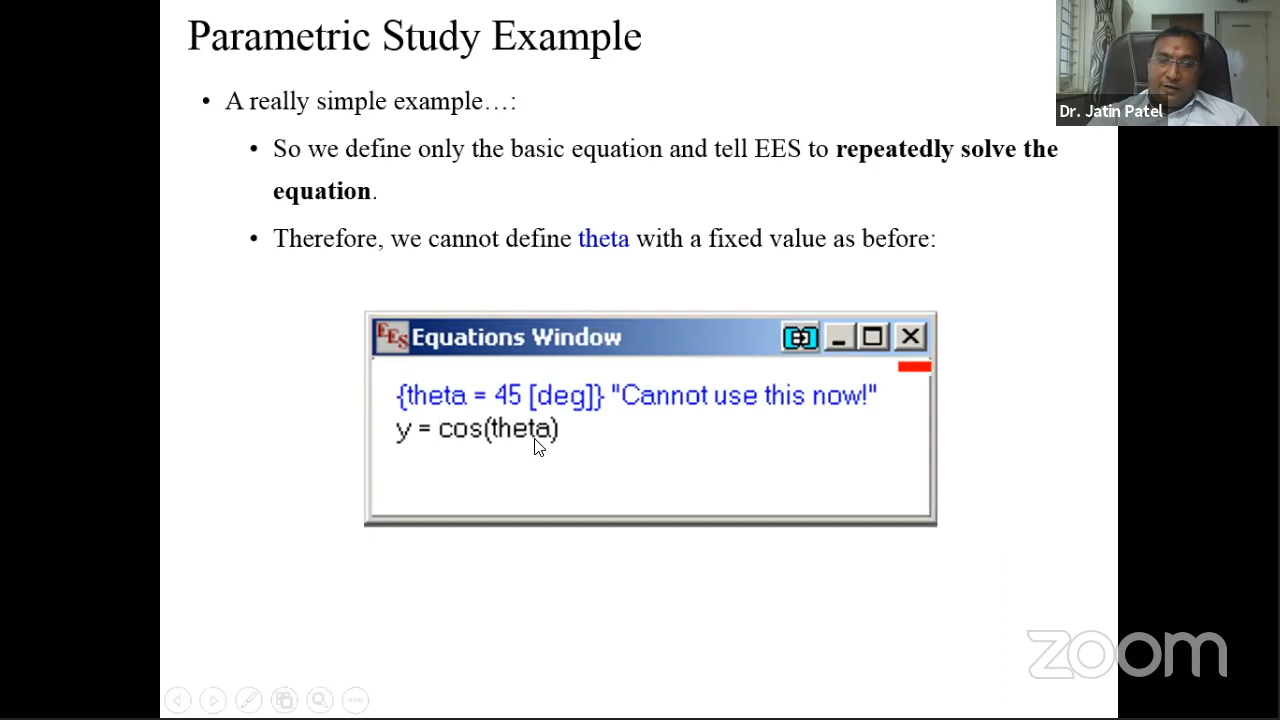 Parametric Study Example
• A really simple example…:
• So we define only the basic equation and tell EES to repeatedly solve the
equation.
• Therefore, we cannot define theta with a fixed value as before:
EES Equations Window
{theta = 45 [deg]} "Cannot use this now!"
y = cos(theta)
Dr. Jatin Patel
zoom